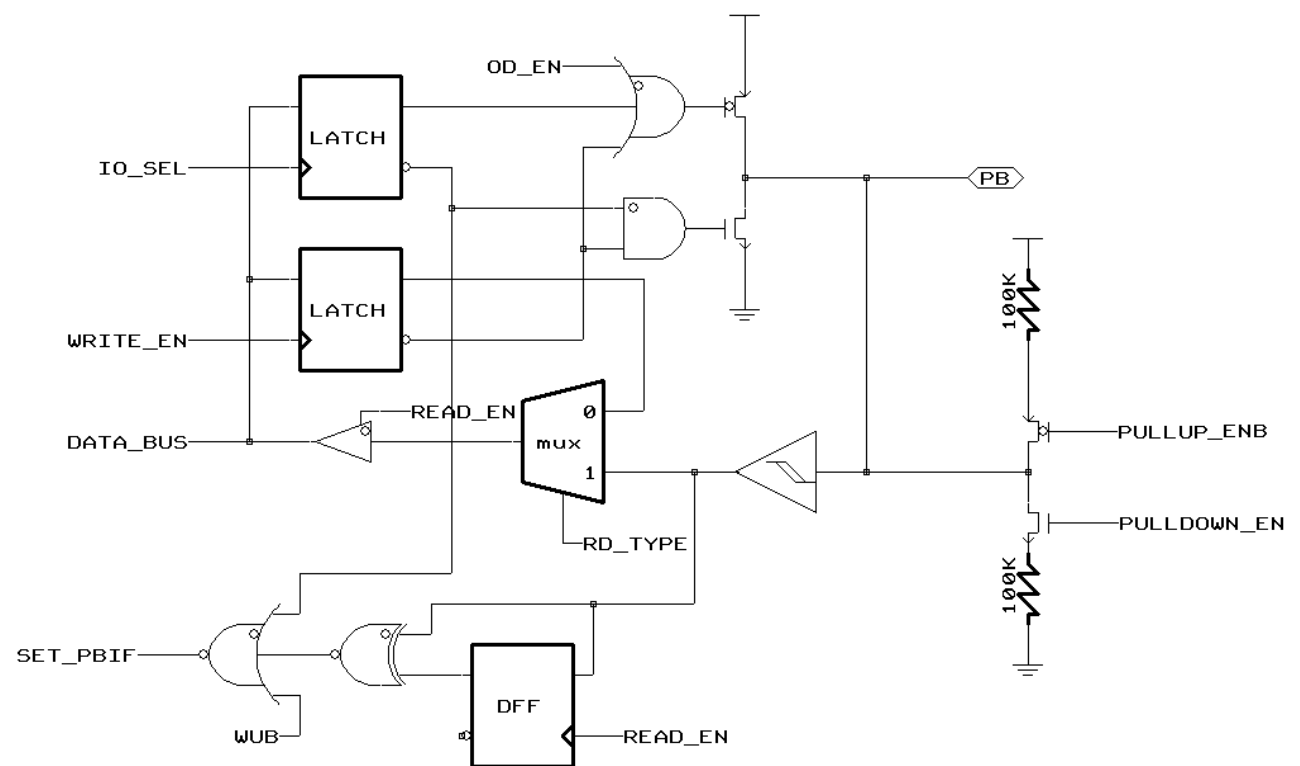 OD_EN
LATCH
IO_SEL
PB
LATCH
100K
WRITE_EN
READ_EN
0
DATA_BUS
mux
PULLUP_ENB
1
PULLDOWN_EN
RD_TYPE
100K
SET_PBIF
DFF
WUB
READ_EN